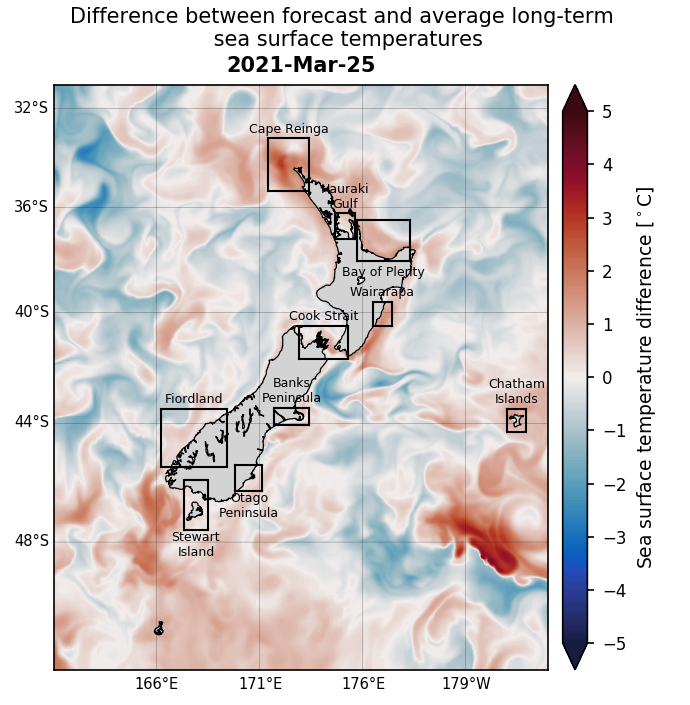 Difference between forecast and average long-term
sea surface temperatures
2021-Mar-25
32°S
36°S
40°S
44°S
48°S
166°E
171°E
176°E
179°W
Cape Reinga
Hauraki
Gulf
Bay of Plenty
Wairarapa
Cook Strait
Banks
Peninsula
Fiordland
Chatham
Islands
Otago
Peninsula
Stewart
Island
5
4
3
2
1
0
−1
−2
−3
−4
−5
Sea surface temperature difference [°C]